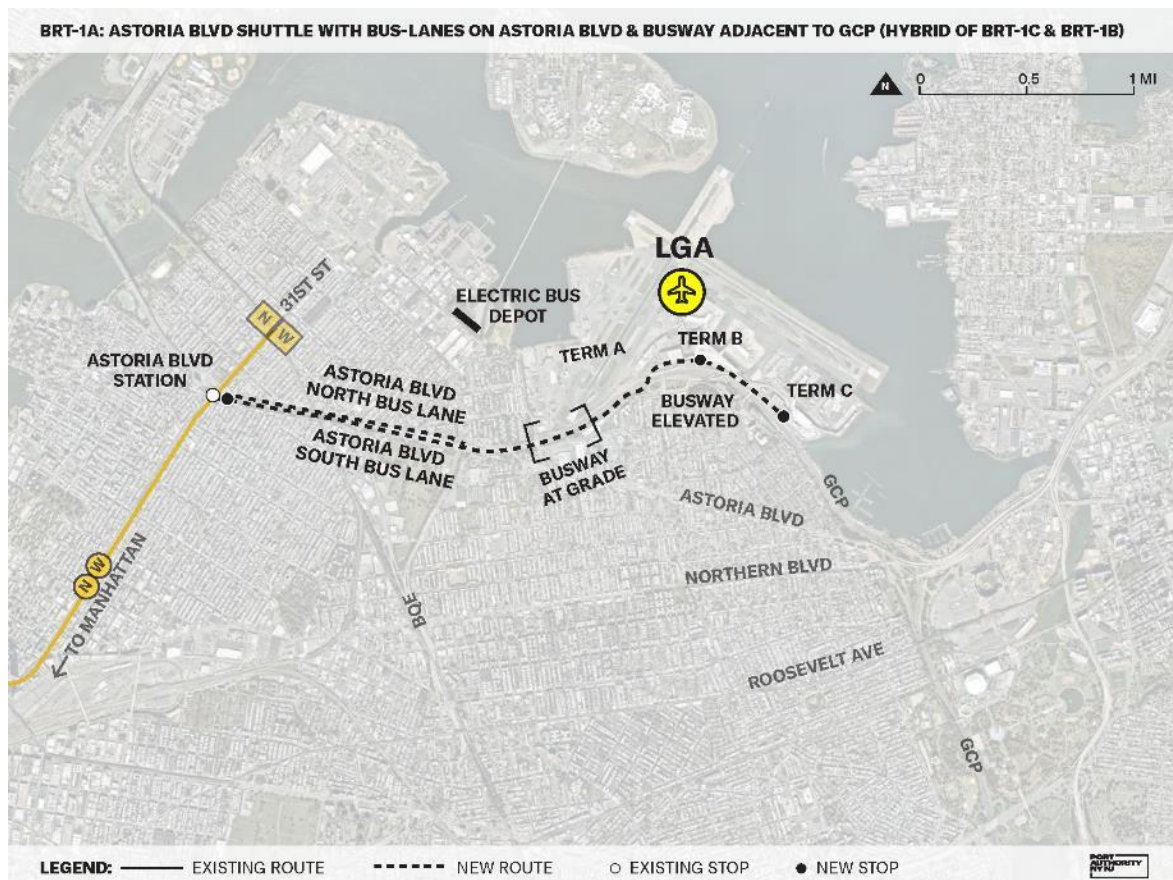 BRT-1A: ASTORIA BLVD SHUTTLE WITH BUS-LANES ON ASTORIA BLVD & BUSWAY ADJACENT TO GCP (HYBRID OF BRT-1C & BRT-1B)
N
0 0.5 1 MI
LGA
31ST ST
N W
ELECTRIC BUS
DEPOT
ASTORIA BLVD
STATION
TERM A
TERM B
TERM C
ASTORIA BLVD
NORTH BUS LANE
ASTORIA BLVD
SOUTH BUS LANE
BUSWAY
ELEVATED
BUSWAY
AT GRADE
GCP
ASTORIA BLVD
NORTHERN BLVD
N W
TO MANHATTAN
BQE
ROOSEVELT AVE
GCP
LEGEND: EXISTING ROUTE NEW ROUTE EXISTING STOP NEW STOP
PORT
AUTHORITY
NY NJ